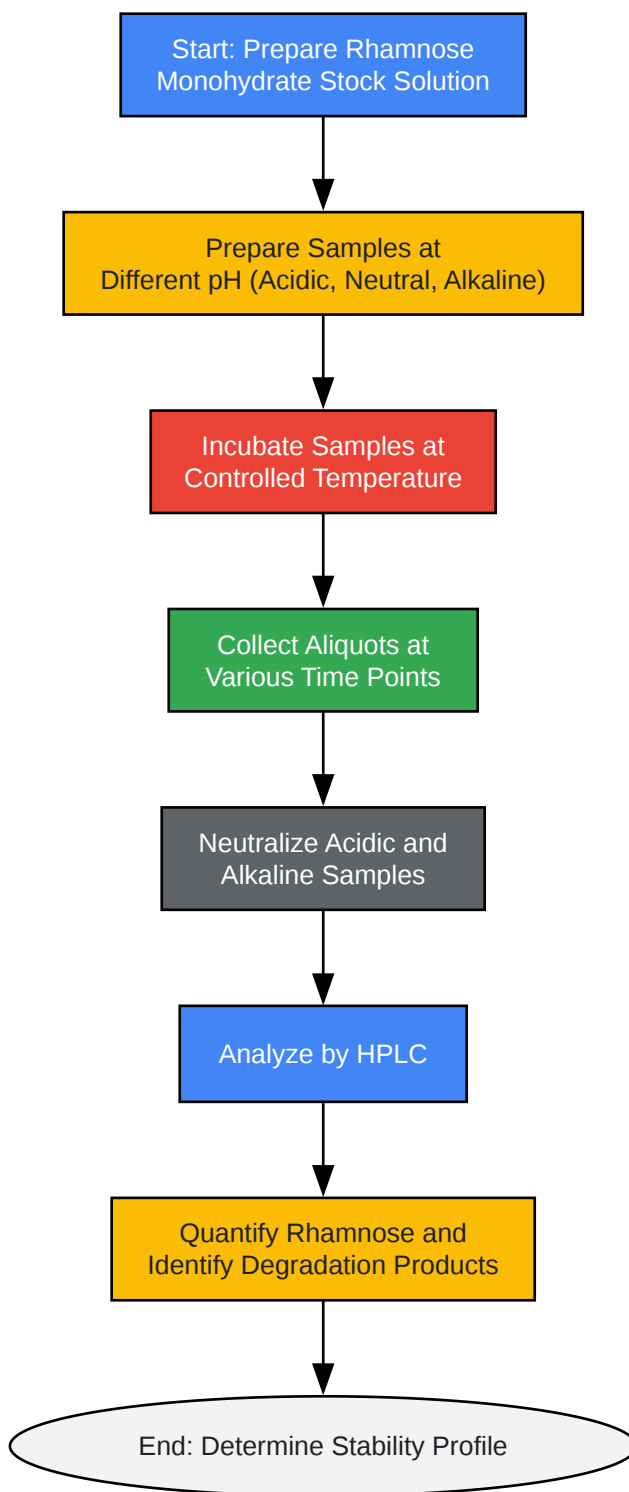 Start: Prepare Rhamnose
Monohydrate Stock Solution
Prepare Samples at
Different pH (Acidic, Neutral, Alkaline)
Incubate Samples at
Controlled Temperature
Collect Aliquots at
Various Time Points
Neutralize Acidic and
Alkaline Samples
Analyze by HPLC
Quantify Rhamnose and
Identify Degradation Products
End: Determine Stability Profile